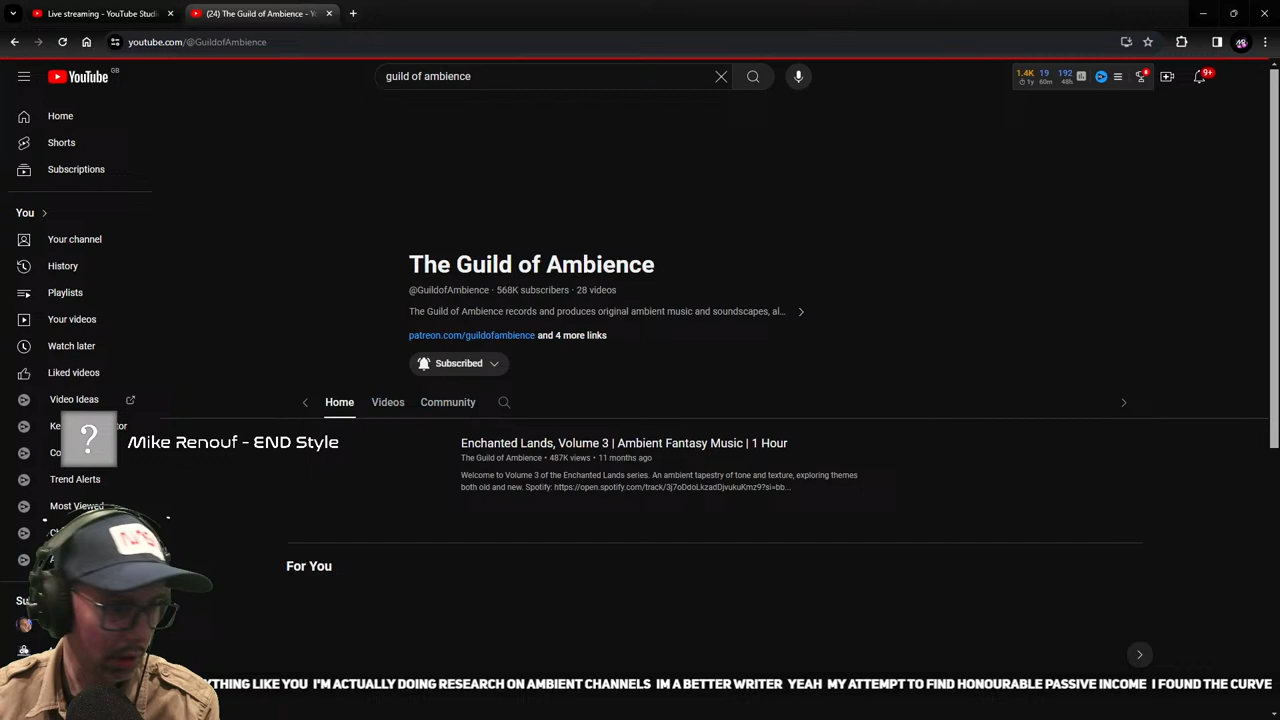 Live streaming - YouTube Studi
(24) The Guild of Ambience - Y
youtube.com/@GuildofAmbience
YouTube GB
guild of ambience
1.4K 19 192
1y 60m 48h
9+
Home
Shorts
Subscriptions
You
Your channel
History
Playlists
Your videos
Watch later
Liked videos
Video Ideas
Trend Alerts
Most Viewed
The Guild of Ambience
@GuildofAmbience · 568K subscribers · 28 videos
The Guild of Ambience records and produces original ambient music and soundscapes, al...
patreon.com/guildofambience and 4 more links
Subscribed
Home Videos Community
Mike Renouf - END Style
Enchanted Lands, Volume 3 | Ambient Fantasy Music | 1 Hour
The Guild of Ambience • 487K views • 11 months ago
Welcome to Volume 3 of the Enchanted Lands series. An ambient tapestry of tone and texture, exploring themes
both old and new. Spotify: https://open.spotify.com/track/3j7oDdoLkzadDjvukuKmz9?si=bb...
For You
YTHING LIKE YOU I'M ACTUALLY DOING RESEARCH ON AMBIENT CHANNELS IM A BETTER WRITER YEAH MY ATTEMPT TO FIND HONOURABLE PASSIVE INCOME I FOUND THE CURVE